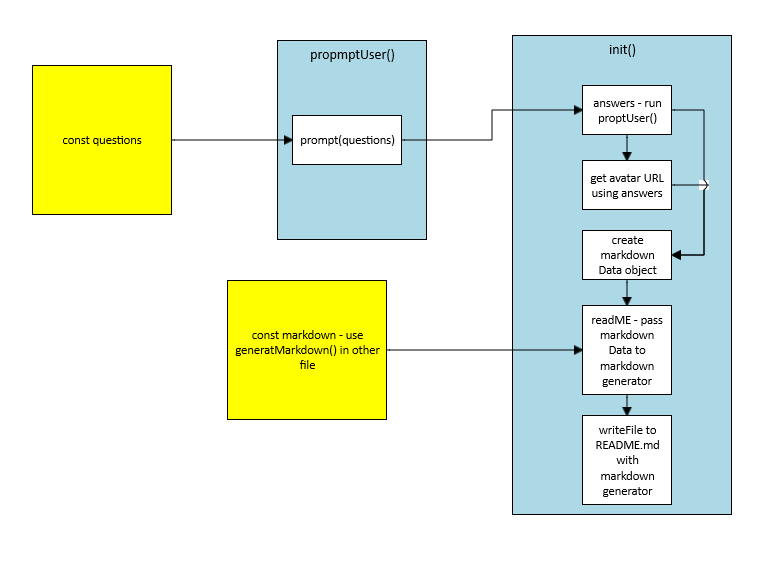 const questions
propmptUser()
prompt(questions)
init()
answers - run
proptUser()
get avatar URL
using answers
create
markdown
Data object
const markdown - use
generatMarkdown() in other
file
readME - pass
markdown
Data to
markdown
generator
writeFile to
README.md
with
markdown
generator